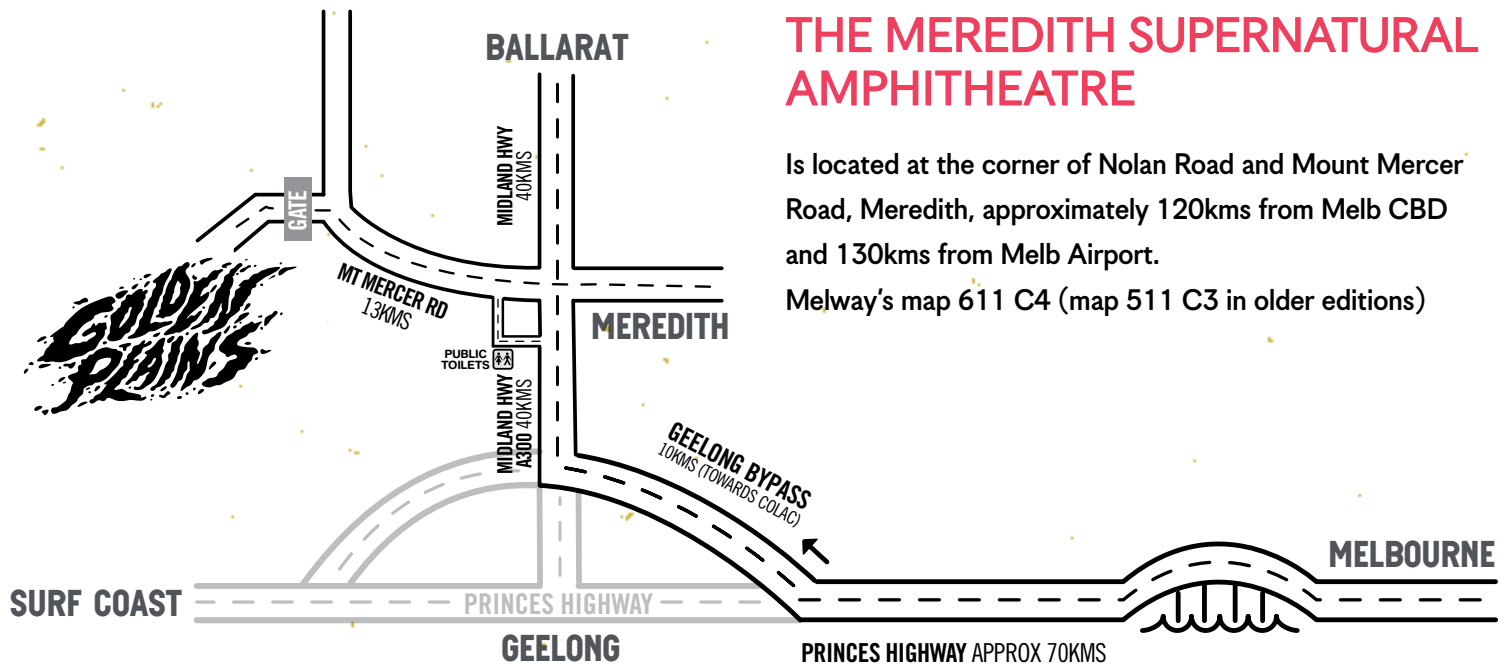 THE MEREDITH SUPERNATURAL
AMPHITHEATRE
Is located at the corner of Nolan Road and Mount Mercer
Road, Meredith, approximately 120kms from Melb CBD
and 130kms from Melb Airport.
Melway's map 611 C4 (map 511 C3 in older editions)
BALLARAT
MIDLAND HWY
40KMS
GATE
GOLDEN
PLAINS
MT MERCER RD
13KMS
MEREDITH
PUBLIC
TOILETS
MIDLAND HWY
A300 40KMS
GEELONG BYPASS
10KMS (TOWARDS COLAC)
MELBOURNE
SURF COAST
PRINCES HIGHWAY
GEELONG
PRINCES HIGHWAY APPROX 70KMS